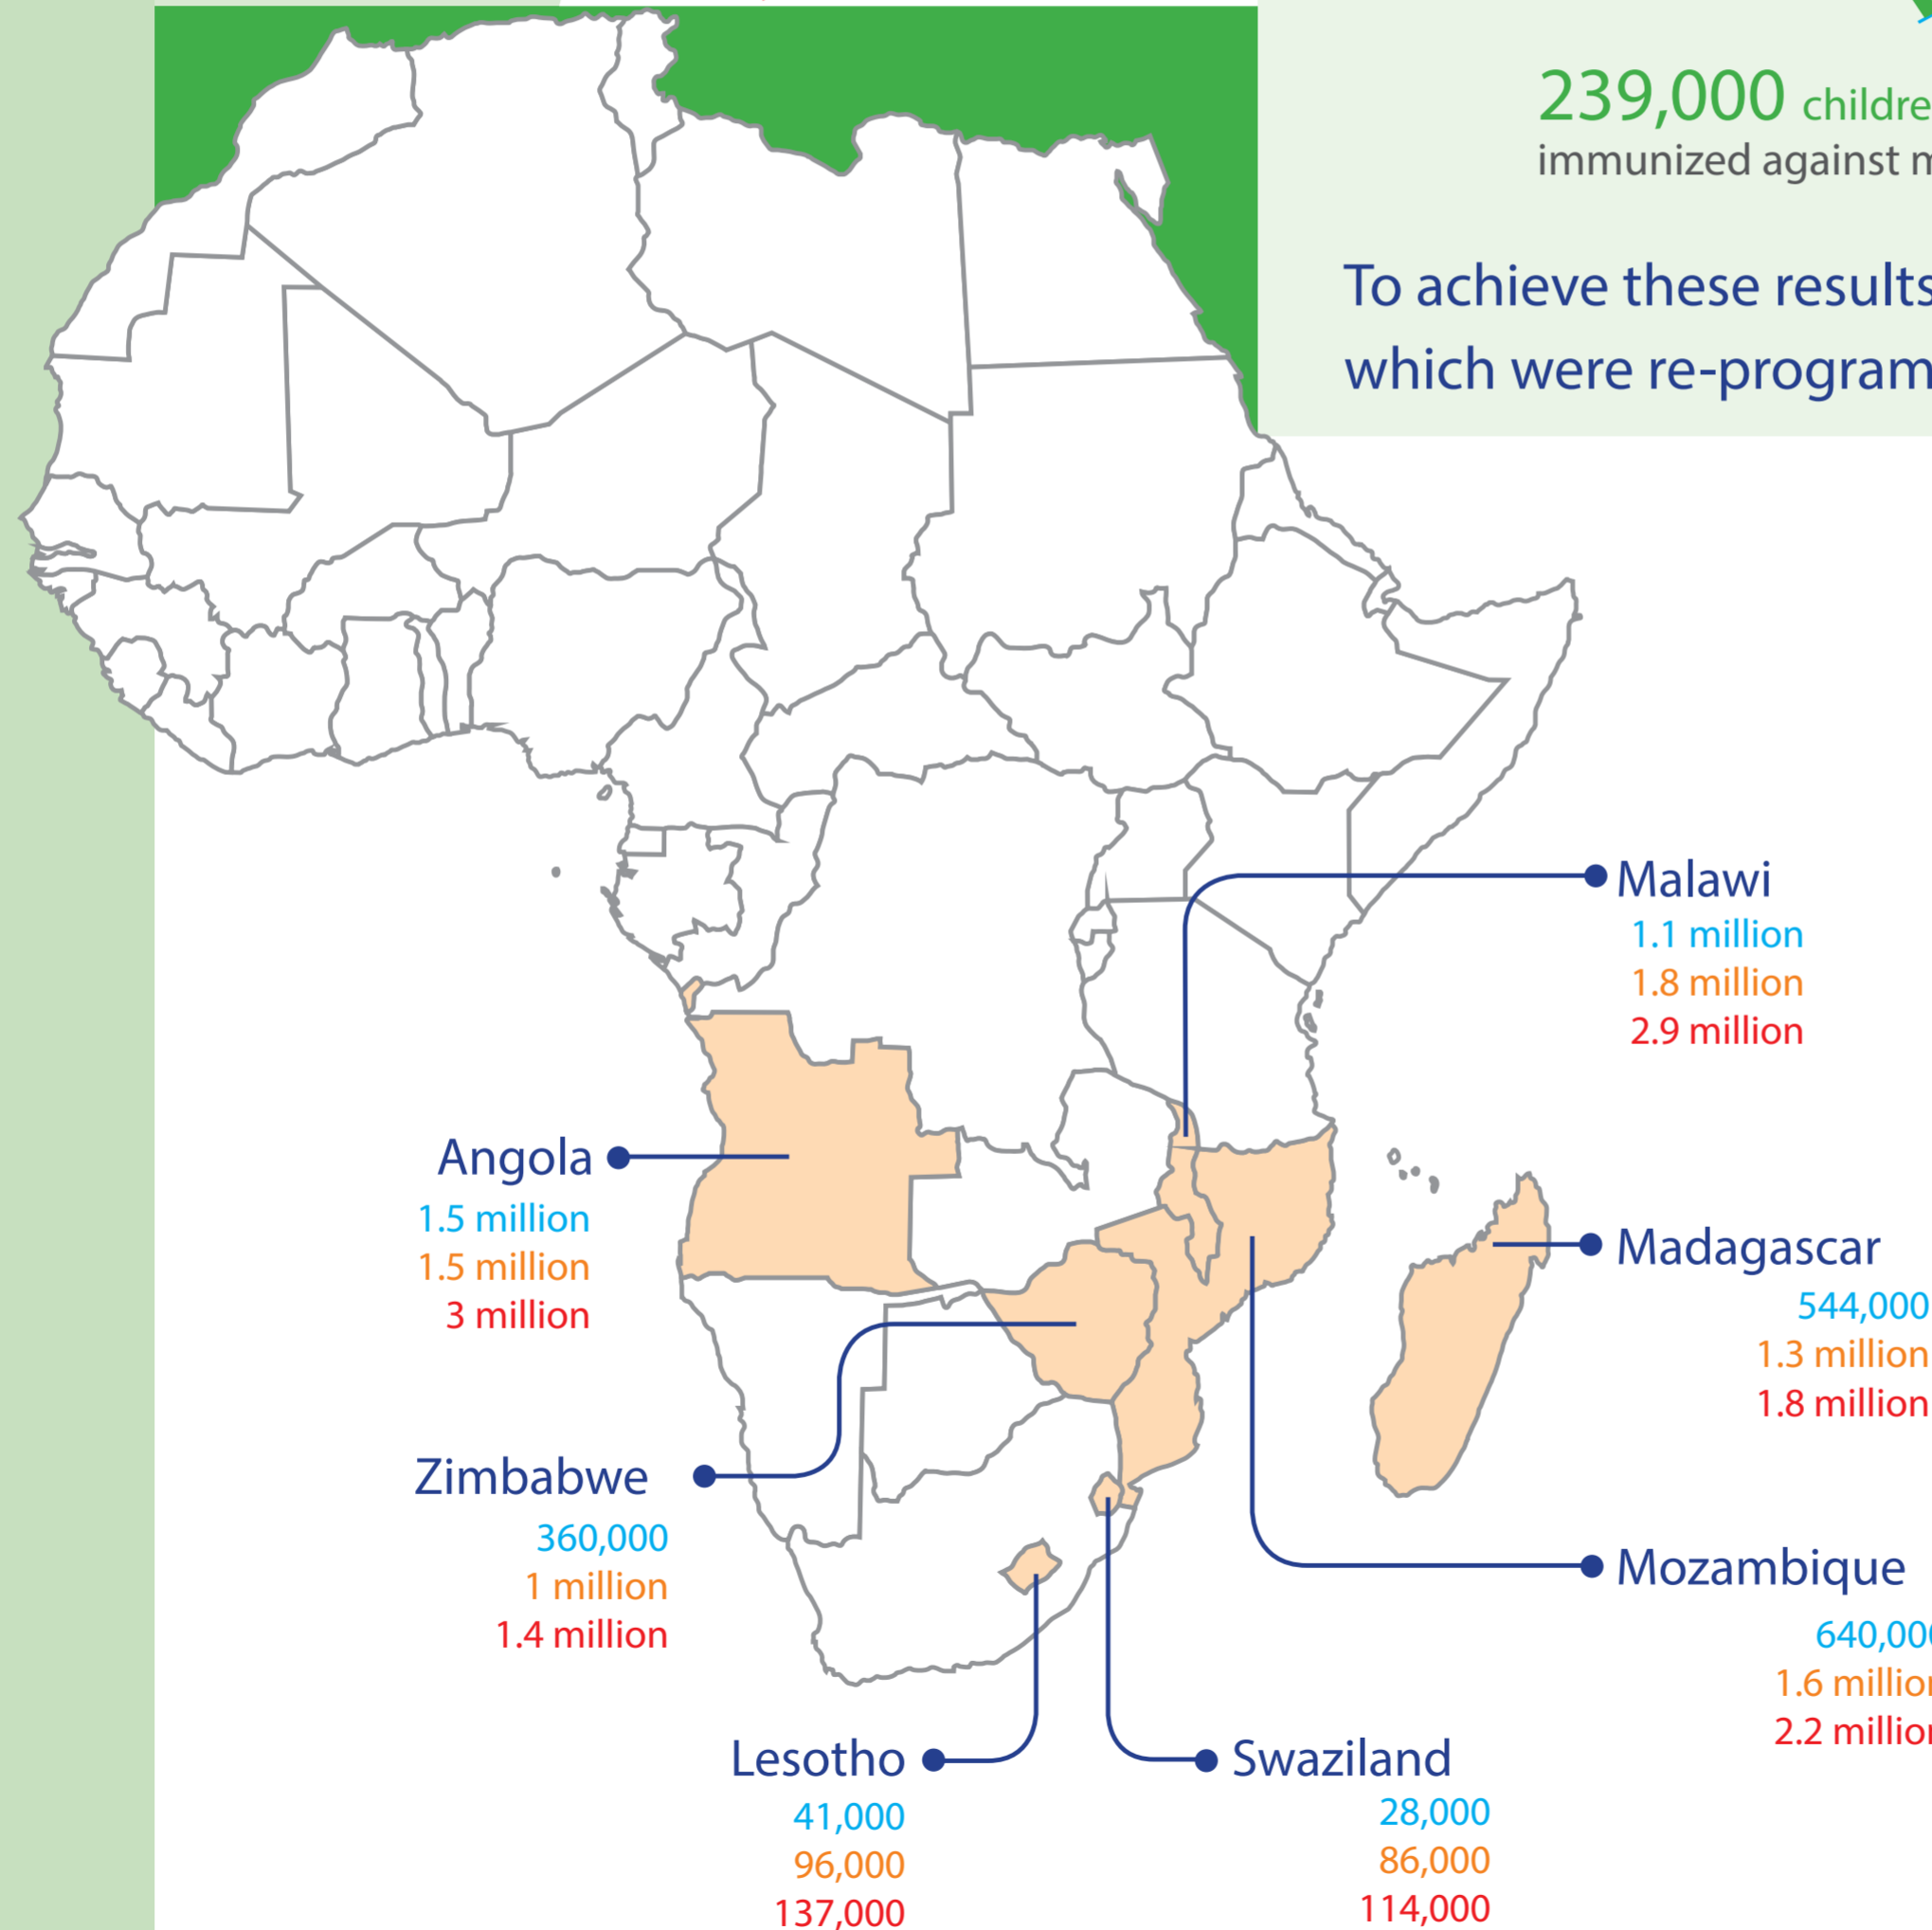 239,000
immunized against
To achieve these results
which were
Malawi
1.1 million
1.8 million
2.9 million
Angola
1.5 million
1.5 million
3 million
Madagascar
544,000
1.3 million
1.8 million
Zimbabwe
360,000
1 million
1.4 million
Mozambique
1.6
2.2
Lesotho
41,000
96,000
137,000
Swaziland
28,000
86,000
114,000